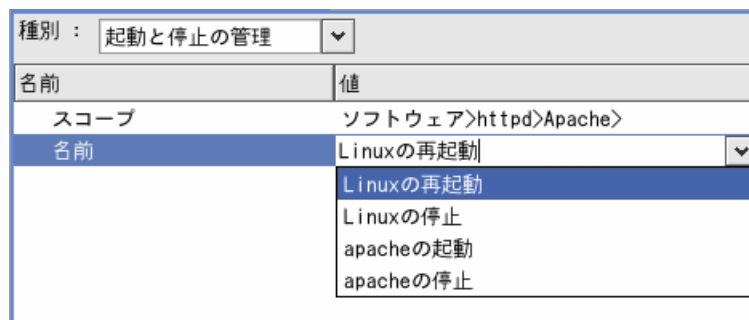 種別 : 起動と停止の管理
名前 値
スコープ ソフトウェア>httpd>Apache>
名前 Linuxの再起動
Linuxの再起動
Linuxの停止
apacheの起動
apacheの停止